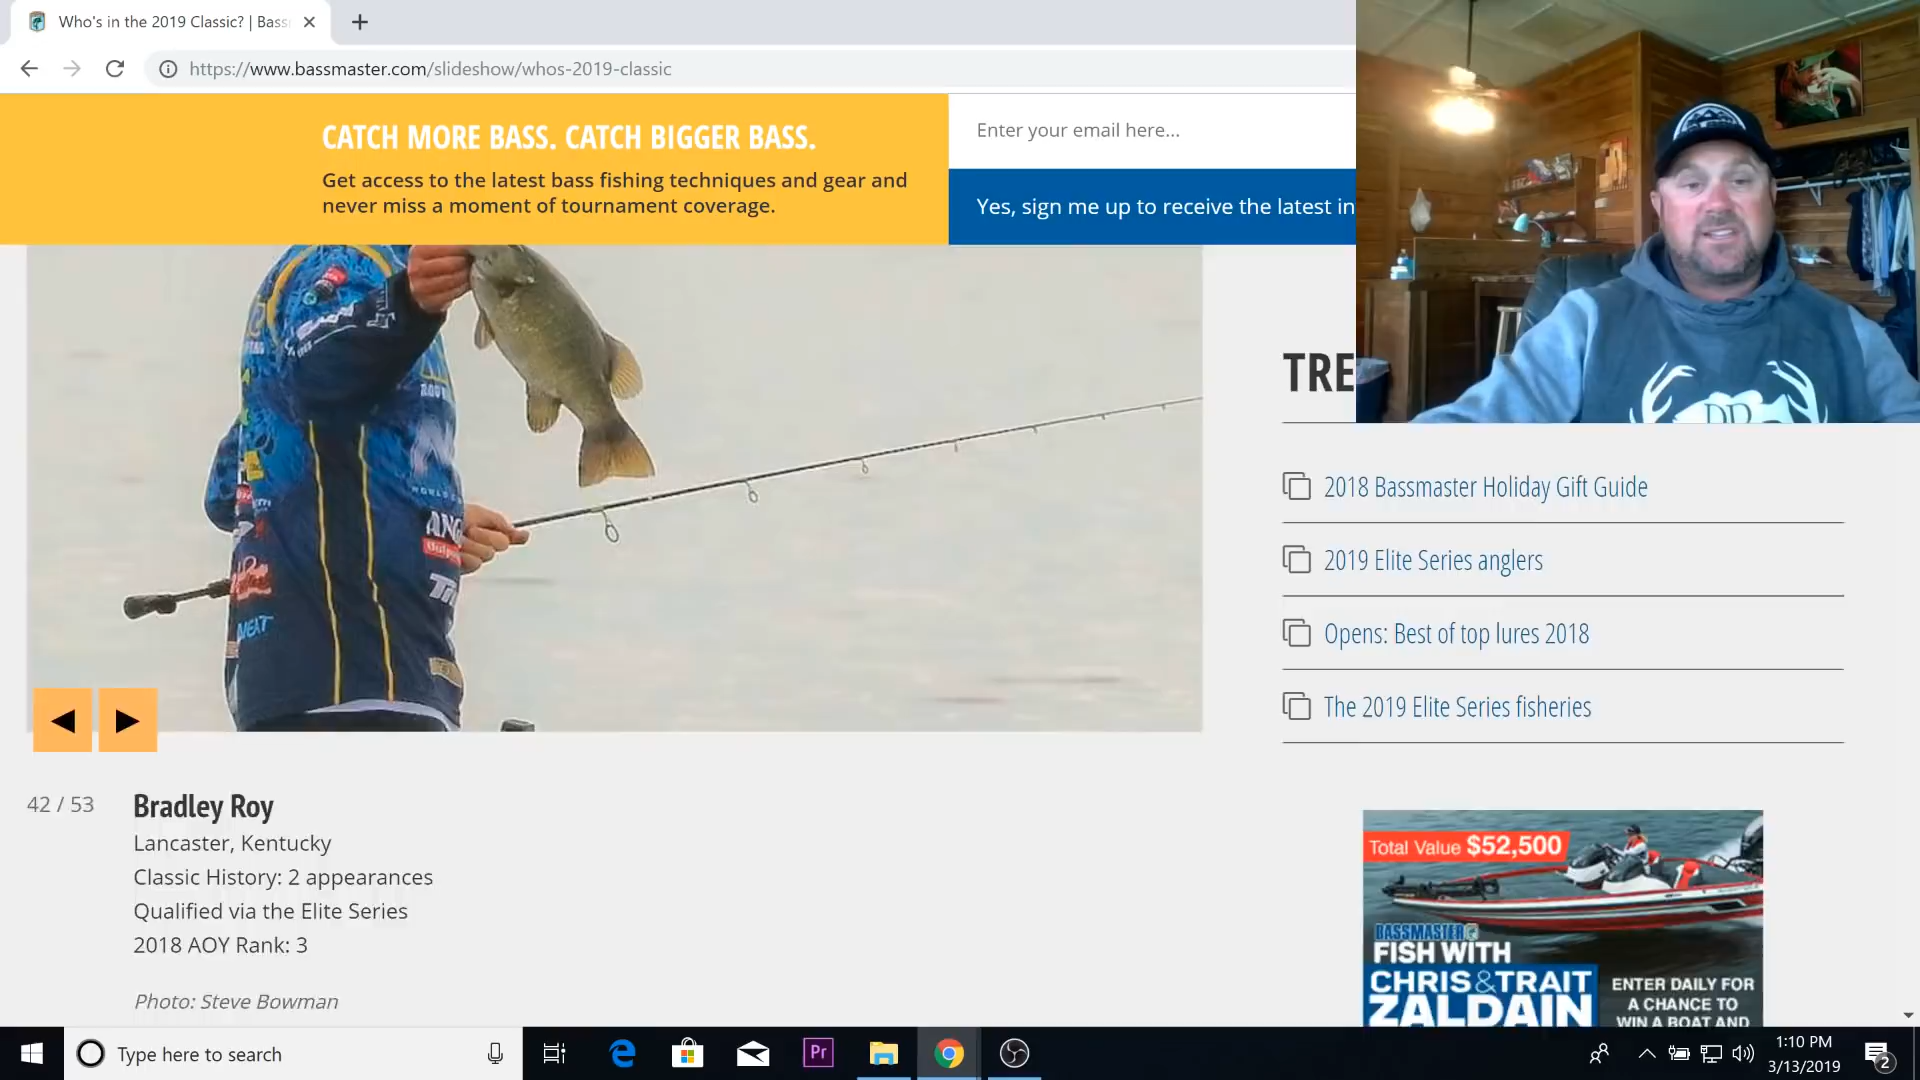 Who's in the 2019 Classic? | Bass
https://www.bassmaster.com/slideshow/whos-2019-classic
CATCH MORE BASS. CATCH BIGGER BASS.
Get access to the latest bass fishing techniques and gear and
never miss a moment of tournament coverage.
Enter your email here...
Yes, sign me up to receive the latest in
TRE
2018 Bassmaster Holiday Gift Guide
2019 Elite Series anglers
Opens: Best of top lures 2018
The 2019 Elite Series fisheries
42 / 53
Bradley Roy
Lancaster, Kentucky
Classic History: 2 appearances
Qualified via the Elite Series
2018 AOY Rank: 3
Photo: Steve Bowman
Total Value $52,500
BASSMASTER
FISH WITH
CHRIS & TRAIT
ZALDAIN
ENTER DAILY FOR
A CHANCE TO
WIN A BOAT AND
Type here to search
Pr
1:10 PM
3/13/2019
2